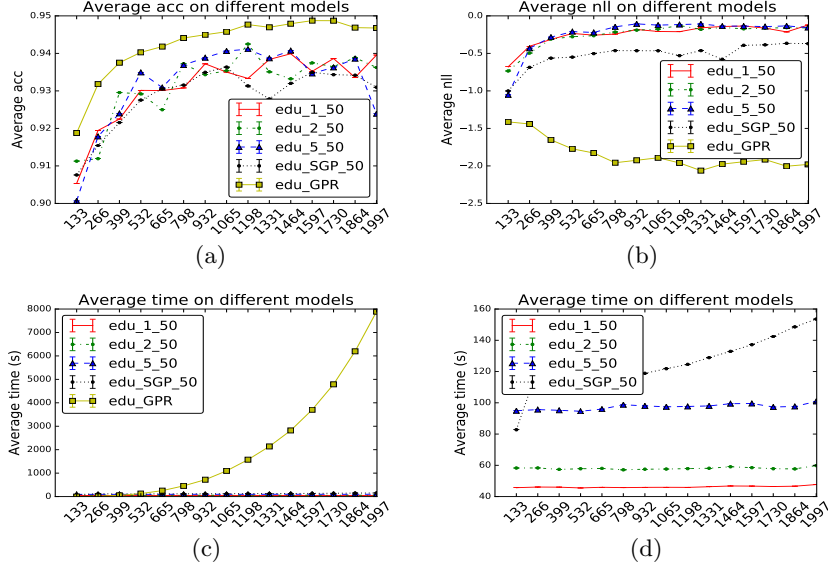 Average acc on different models
Average acc
0.95
0.94
0.93
0.92
0.91
0.90
edu_1_50
edu_2_50
edu_5_50
edu_SGP_50
edu_GPR
133 266 399 532 665 798 932 1065 1198 1331 1464 1597 1730 1864 1997
(a)
Average nll on different models
Average nll
0.0
−0.5
−1.0
−1.5
−2.0
−2.5
edu_1_50
edu_2_50
edu_5_50
edu_SGP_50
edu_GPR
133 266 399 532 665 798 932 1065 1198 1331 1464 1597 1730 1864 1997
(b)
Average time on different models
Average time (s)
8000
7000
6000
5000
4000
3000
2000
1000
0
edu_1_50
edu_2_50
edu_5_50
edu_SGP_50
edu_GPR
133 266 399 532 665 798 932 1065 1198 1331 1464 1597 1730 1864 1997
(c)
Average time on different models
Average time (s)
160
140
120
100
80
60
40
edu_1_50
edu_2_50
edu_5_50
edu_SGP_50
133 266 399 532 665 798 932 1065 1198 1331 1464 1597 1730 1864 1997
(d)